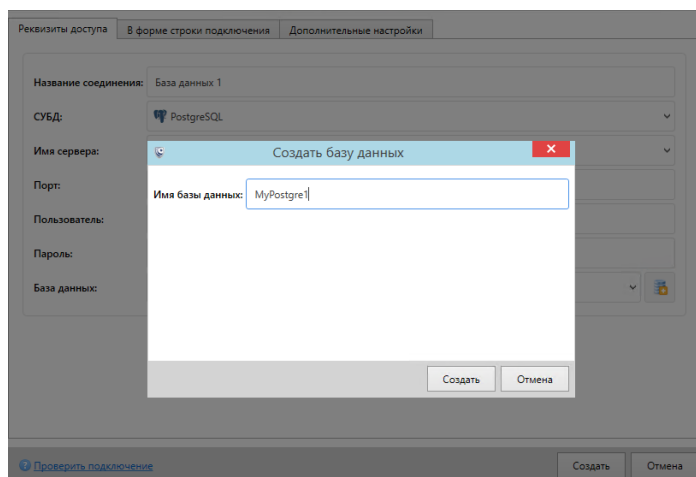 Реквизиты доступа В форме строки подключения Дополнительные настройки
Название соединения: База данных 1
СУБД: PostgreSQL
Имя сервера:
Создать базу данных
Порт:
Имя базы данных: MyPostgre1
Пользователь:
Пароль:
База данных:
Создать Отмена
Проверить подключение
Создать Отмена